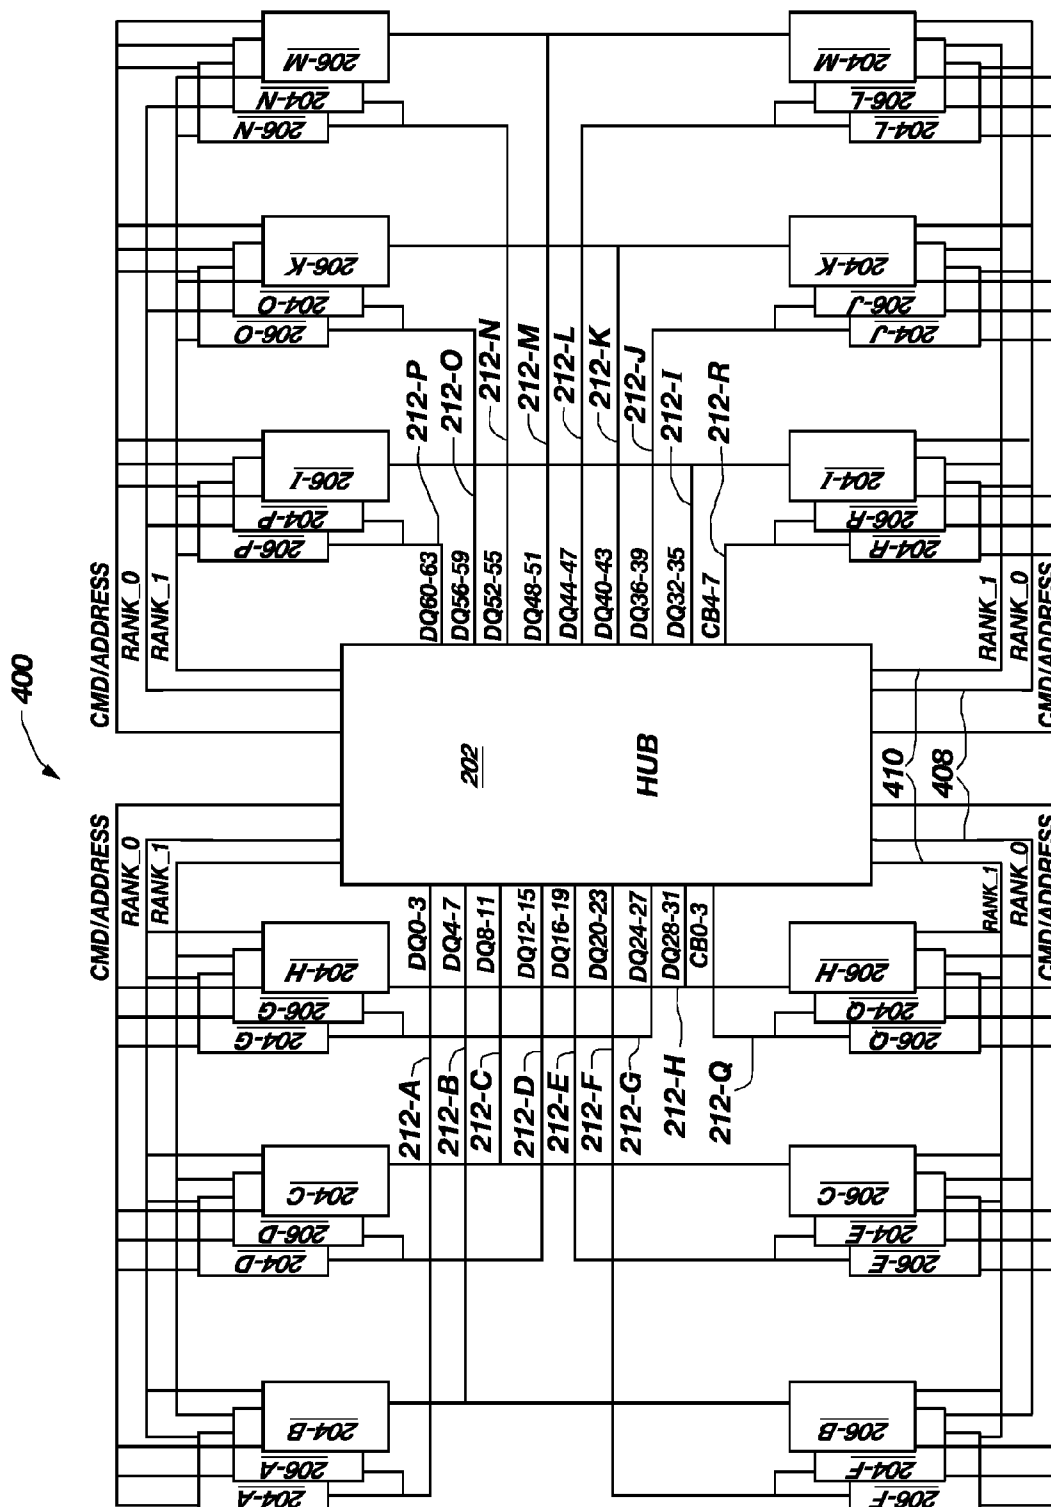 400
CMD/ADDRESS
RANK_0
RANK_1
CMD/ADDRESS
RANK_0
RANK_1
206-M
204-N
206-N
206-K
204-O
206-O
206-I
204-P
206-P
204-M
206-L
204-L
204-K
206-J
204-J
204-I
206-R
204-R
212-P
212-O
212-N
212-M
212-L
212-K
212-J
212-I
212-R
DQ60-63
DQ56-59
DQ52-55
DQ48-51
DQ44-47
DQ40-43
DQ36-39
DQ32-35
CB4-7
202
HUB
RANK_1
RANK_0
CMD/ADDRESS
410
408
RANK_1
RANK_0
CMD/ADDRESS
DQ0-3
DQ4-7
DQ8-11
DQ12-15
DQ16-19
DQ20-23
DQ24-27
DQ28-31
CB0-3
212-A
212-B
212-C
212-D
212-E
212-F
212-G
212-H
212-Q
204-H
206-G
204-G
204-C
206-D
204-D
204-B
206-A
204-A
206-H
204-Q
206-Q
206-C
204-E
206-E
206-B
204-F
206-F